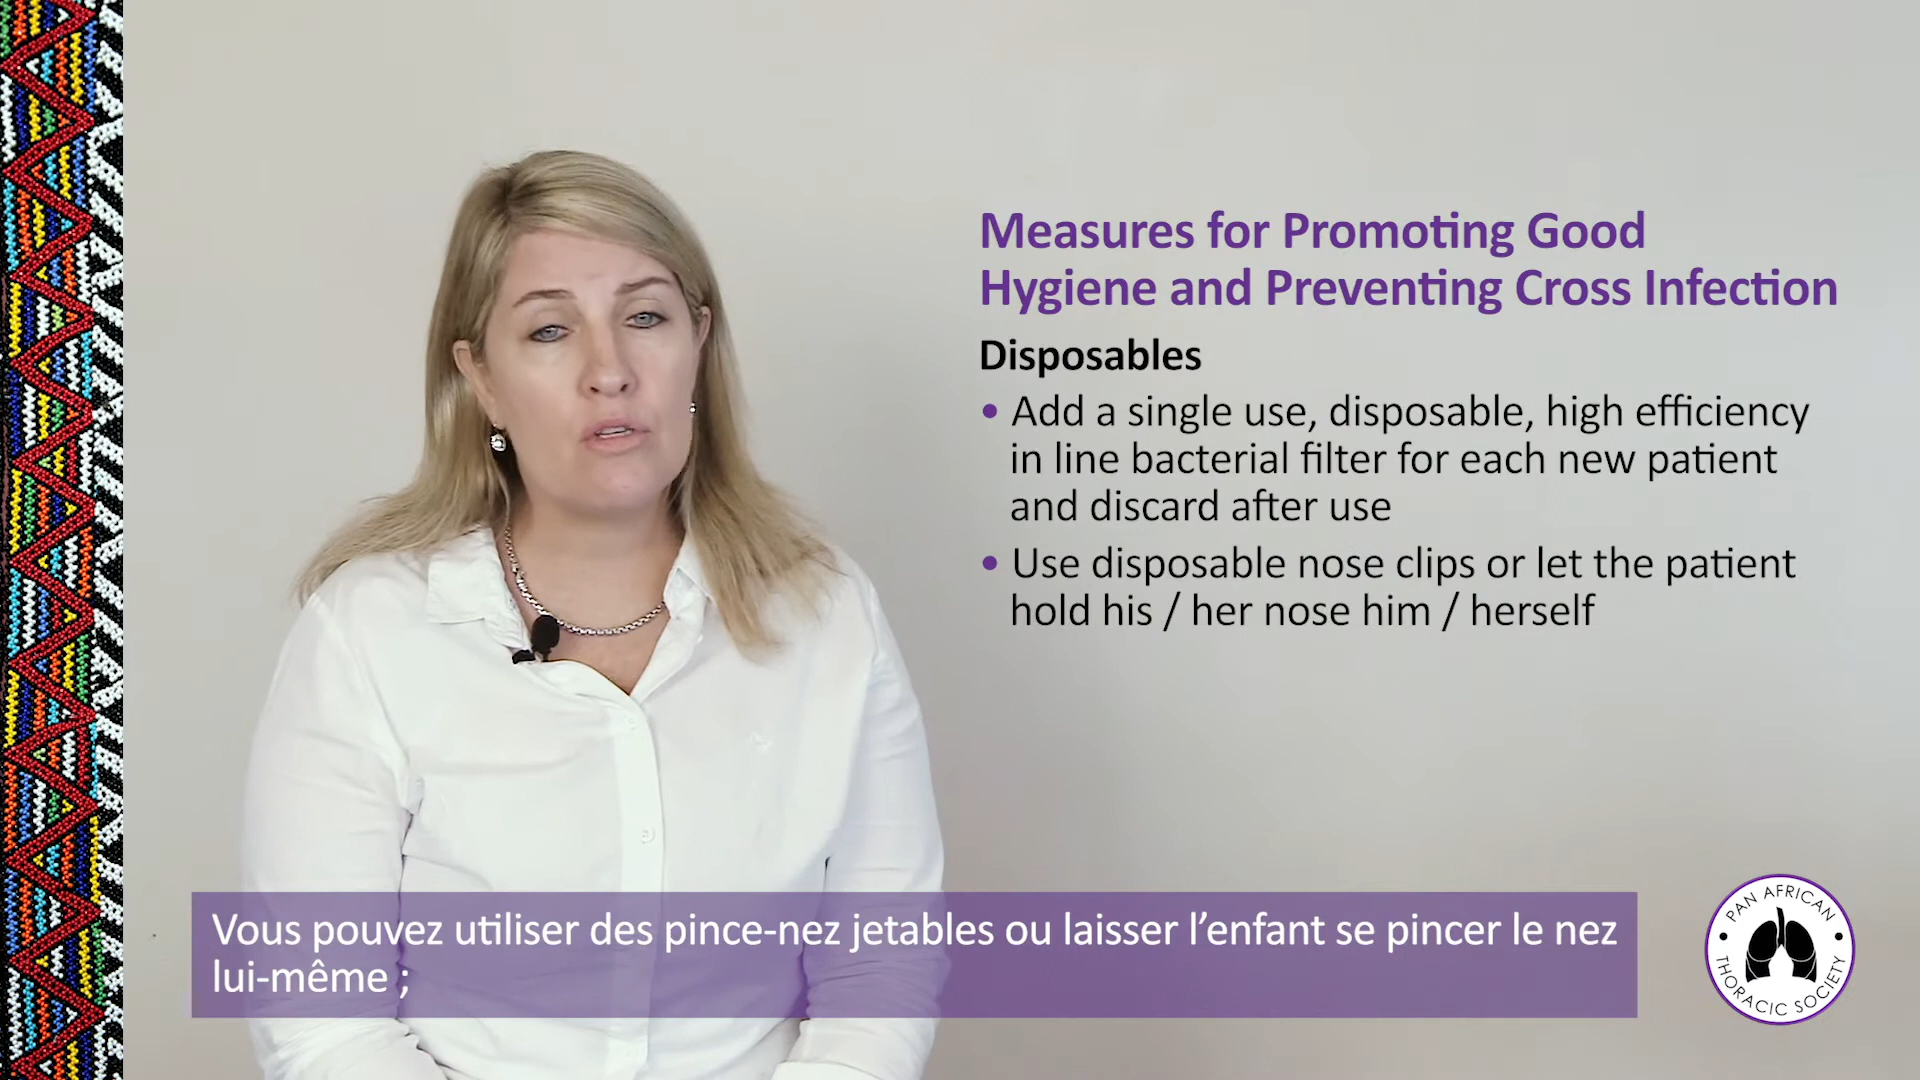 Measures for Promoting Good
Hygiene and Preventing Cross Infection
Disposables
• Add a single use, disposable, high efficiency
in line bacterial filter for each new patient
and discard after use
• Use disposable nose clips or let the patient
hold his / her nose him / herself
Vous pouvez utiliser des pince-nez jetables ou laisser l’enfant se pincer le nez
lui-même ;
PAN AFRICAN
THORACIC SOCIETY